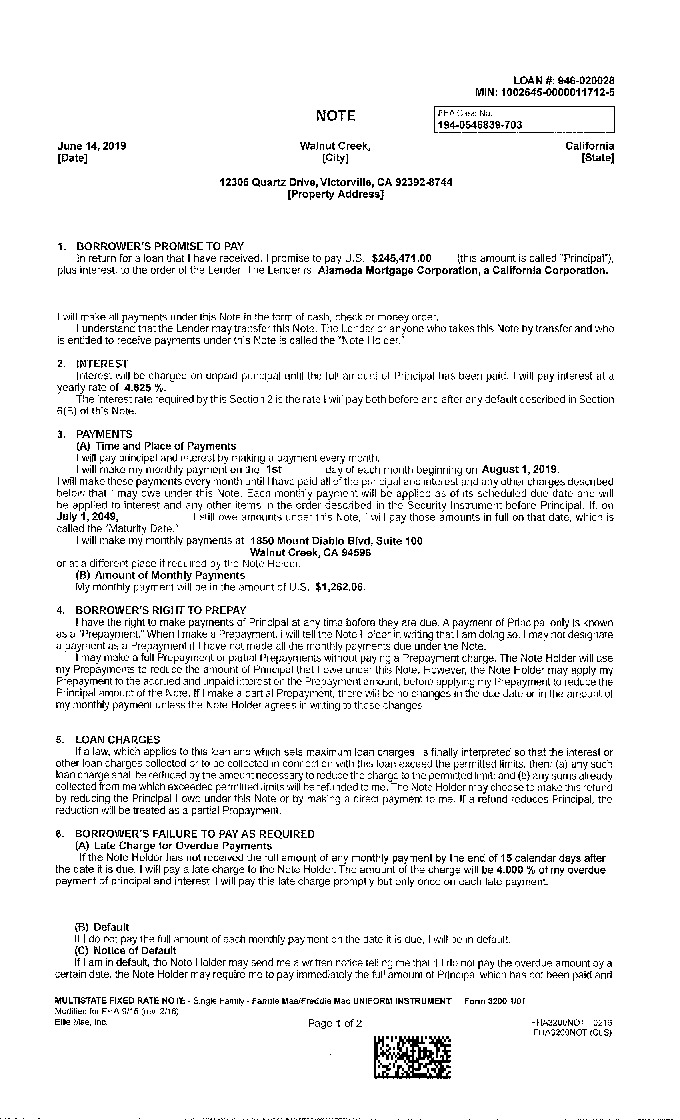 LOAN #: 946-020028
MIN: 1002645-0000011712-5
NOTE
FHA Case No.
194-0546839-703
June 14, 2019 Walnut Creek, California
[Date] [City] [State]
12305 Quartz Drive, Victorville, CA 92392-8744
[Property Address]
1. BORROWER'S PROMISE TO PAY
In return for a loan that I have received, I promise to pay U.S. $245,471.00 (this amount is called "Principal"),
plus interest, to the order of the Lender. The Lender is Alameda Mortgage Corporation, a California Corporation.
I will make all payments under this Note in the form of cash, check or money order.
I understand that the Lender may transfer this Note. The Lender or anyone who takes this Note by transfer and who
is entitled to receive payments under this Note is called the "Note Holder."
2. INTEREST
Interest will be charged on unpaid principal until the full amount of Principal has been paid. I will pay interest at a
yearly rate of 4.625 %.
The interest rate required by this Section 2 is the rate I will pay both before and after any default described in Section
6(B) of this Note.
3. PAYMENTS
(A) Time and Place of Payments
I will pay principal and interest by making a payment every month.
I will make my monthly payment on the 1st day of each month beginning on August 1, 2019.
I will make these payments every month until I have paid all of the principal and interest and any other charges described
below that I may owe under this Note. Each monthly payment will be applied as of its scheduled due date and will
be applied to interest and any other items in the order described in the Security Instrument before Principal. If, on
July 1, 2049, I still owe amounts under this Note, I will pay those amounts in full on that date, which is
called the "Maturity Date."
I will make my monthly payments at 1850 Mount Diablo Blvd, Suite 100
Walnut Creek, CA 94596
or at a different place if required by the Note Holder.
(B) Amount of Monthly Payments
My monthly payment will be in the amount of U.S. $1,262.06.
4. BORROWER'S RIGHT TO PREPAY
I have the right to make payments of Principal at any time before they are due. A payment of Principal only is known
as a "Prepayment." When I make a Prepayment, I will tell the Note Holder in writing that I am doing so. I may not designate
a payment as a Prepayment if I have not made all the monthly payments due under the Note.
I may make a full Prepayment or partial Prepayments without paying a Prepayment charge. The Note Holder will use
my Prepayments to reduce the amount of Principal that I owe under this Note. However, the Note Holder may apply my
Prepayment to the accrued and unpaid interest on the Prepayment amount, before applying my Prepayment to reduce the
Principal amount of the Note. If I make a partial Prepayment, there will be no changes in the due date or in the amount of
my monthly payment unless the Note Holder agrees in writing to those changes.
5. LOAN CHARGES
If a law, which applies to this loan and which sets maximum loan charges, is finally interpreted so that the interest or
other loan charges collected or to be collected in connection with this loan exceed the permitted limits, then: (a) any such
loan charge shall be reduced by the amount necessary to reduce the charge to the permitted limit; and (b) any sums already
collected from me which exceeded permitted limits will be refunded to me. The Note Holder may choose to make this refund
by reducing the Principal I owe under this Note or by making a direct payment to me. If a refund reduces Principal, the
reduction will be treated as a partial Prepayment.
6. BORROWER'S FAILURE TO PAY AS REQUIRED
(A) Late Charge for Overdue Payments
If the Note Holder has not received the full amount of any monthly payment by the end of 15 calendar days after
the date it is due, I will pay a late charge to the Note Holder. The amount of the charge will be 4.000 % of my overdue
payment of principal and interest. I will pay this late charge promptly but only once on each late payment.
(B) Default
If I do not pay the full amount of each monthly payment on the date it is due, I will be in default.
(C) Notice of Default
If I am in default, the Note Holder may send me a written notice telling me that if I do not pay the overdue amount by a
certain date, the Note Holder may require me to pay immediately the full amount of Principal which has not been paid and
MULTISTATE FIXED RATE NOTE - Single Family - Fannie Mae/Freddie Mac UNIFORM INSTRUMENT Form 3200 1/01
Modified for FHA 9/15 (rev. 2/16)
Ellie Mae, Inc. Page 1 of 2 FHA3200NOT 0216
FHA3200NOT (CLS)